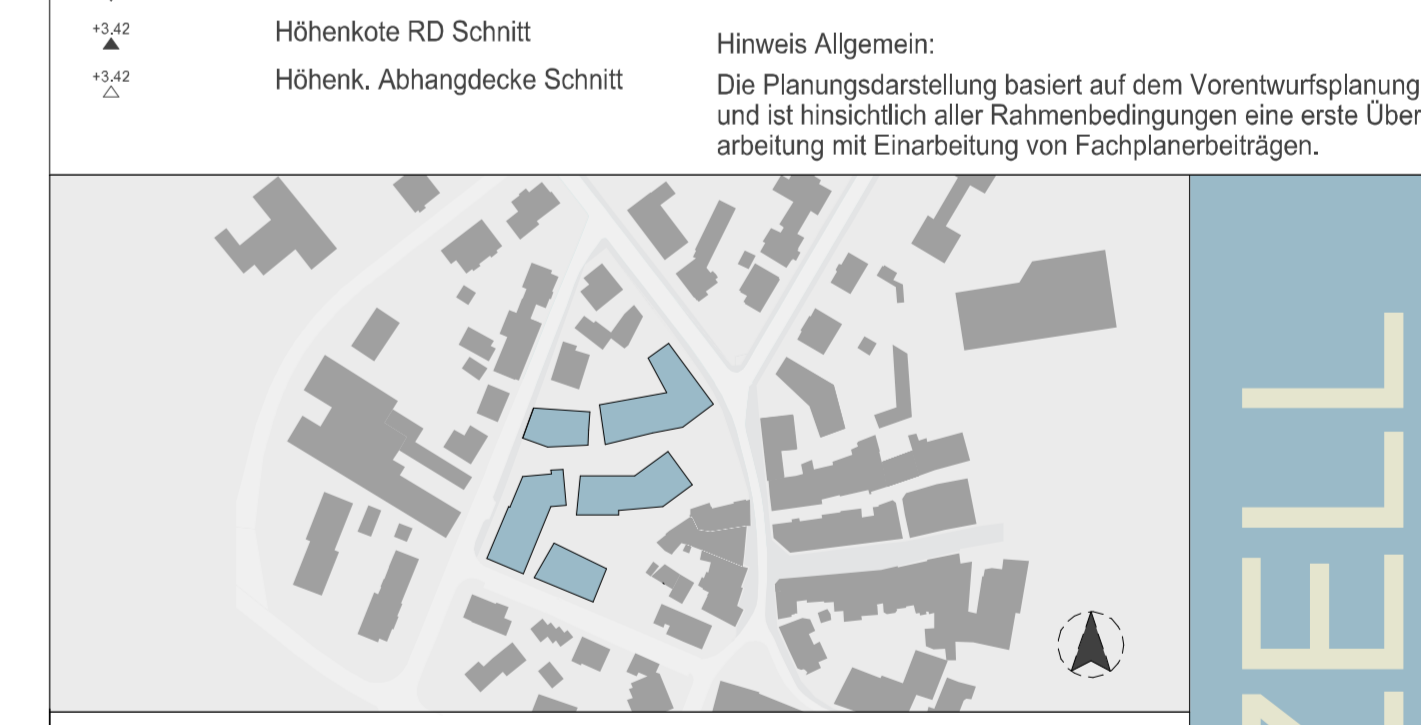 +3.42
Höhenkote RD Schnitt
+3.42
Höhenk. Abhangdecke Schnitt
Hinweis Allgemein:
Die Planungsdarstellung basiert auf dem Vorentwurfsplanung
und ist hinsichtlich aller Rahmenbedingungen eine erste Über
arbeitung mit Einarbeitung von Fachplanerbeiträgen.
ZELL